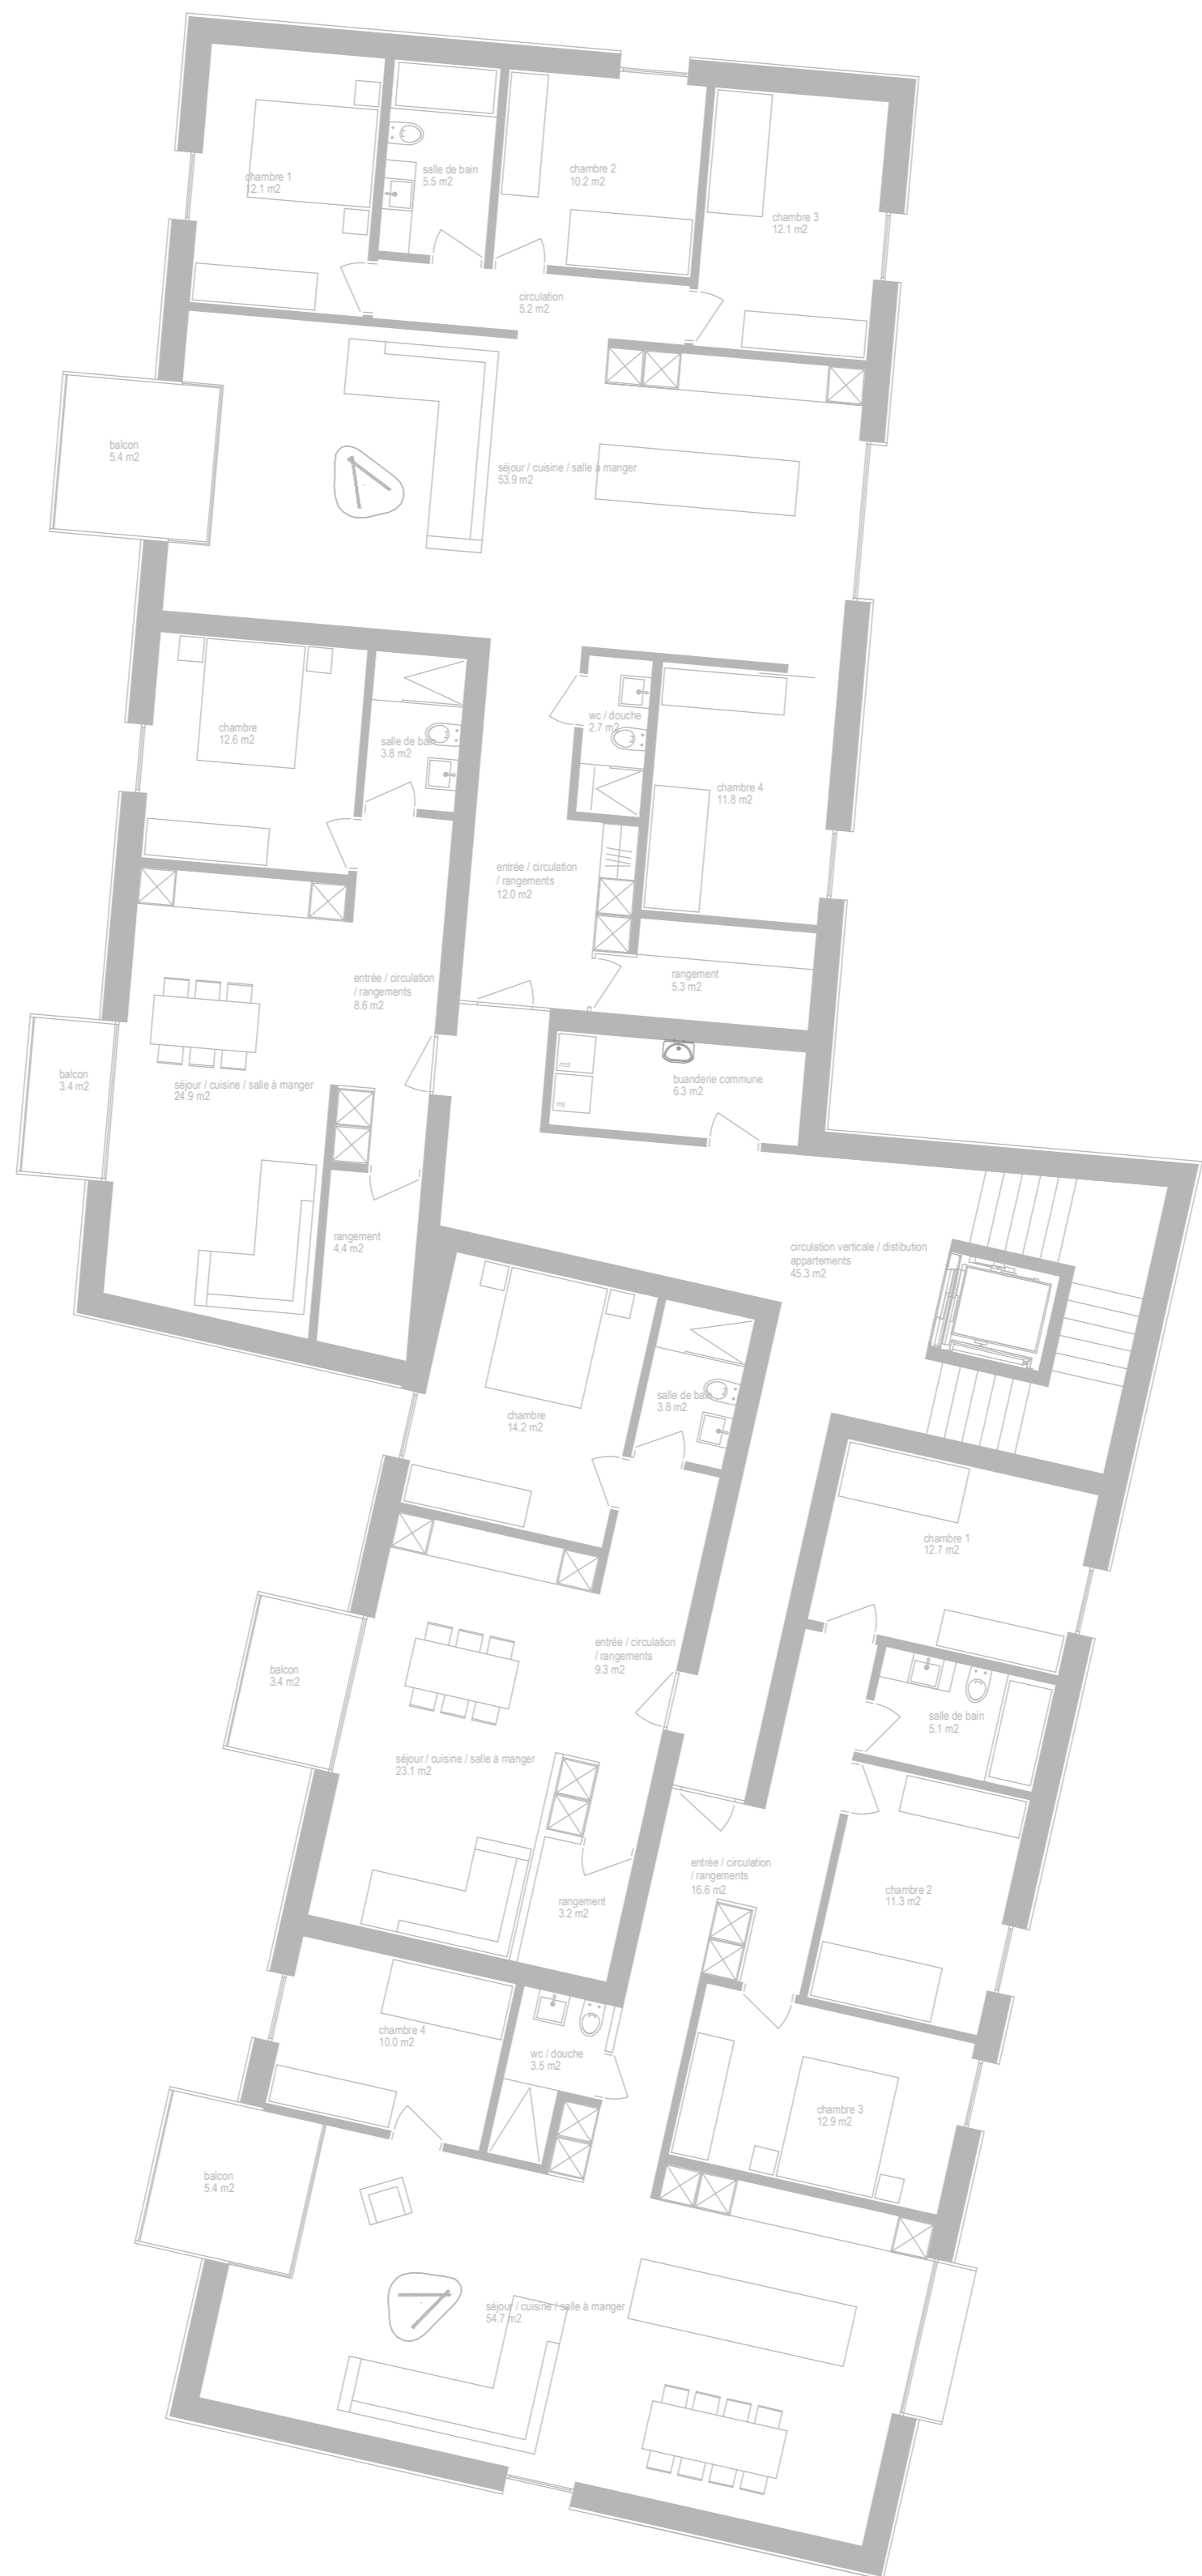 chambre 1
12.1 m2
salle de bain
5.5 m2
chambre 2
10.2 m2
chambre 3
12.1 m2
circulation
5.2 m2
balcon
5.4 m2
séjour / cuisine / salle à manger
53.9 m2
chambre
12.6 m2
salle de bain
3.8 m2
wc / douche
2.7 m2
chambre 4
11.8 m2
entrée / circulation
/ rangements
12.0 m2
entrée / circulation
/ rangements
8.6 m2
rangement
5.3 m2
balcon
3.4 m2
séjour / cuisine / salle à manger
24.9 m2
ms
ml
buanderie commune
6.3 m2
rangement
4.4 m2
circulation verticale / distibution
appartements
45.3 m2
chambre
14.2 m2
salle de bain
3.8 m2
chambre 1
12.7 m2
entrée / circulation
/ rangements
9.3 m2
balcon
3.4 m2
salle de bain
5.1 m2
séjour / cuisine / salle à manger
23.1 m2
entrée / circulation
/ rangements
16.6 m2
chambre 2
11.3 m2
rangement
3.2 m2
chambre 4
10.0 m2
wc / douche
3.5 m2
chambre 3
12.9 m2
balcon
5.4 m2
séjour / cuisine / salle à manger
54.7 m2